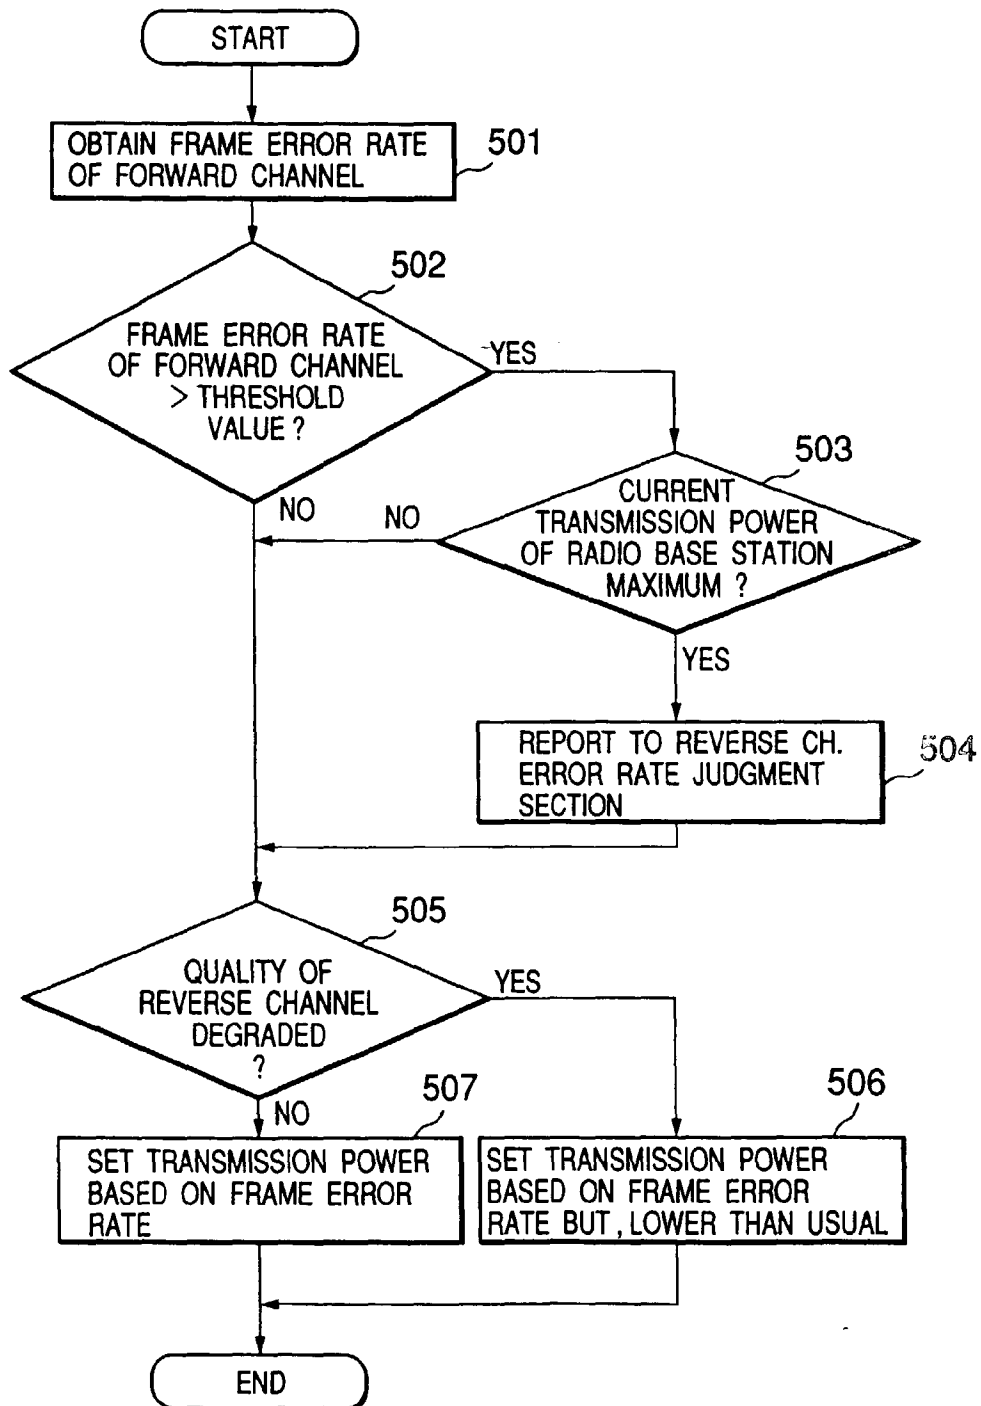 START
OBTAIN FRAME ERROR RATE
OF FORWARD CHANNEL
501
502
FRAME ERROR RATE
OF FORWARD CHANNEL
> THRESHOLD
VALUE ?
YES
NO
503
CURRENT
TRANSMISSION POWER
OF RADIO BASE STATION
MAXIMUM ?
NO
YES
REPORT TO REVERSE CH.
ERROR RATE JUDGMENT
SECTION
504
505
QUALITY OF
REVERSE CHANNEL
DEGRADED
?
YES
NO
507
SET TRANSMISSION POWER
BASED ON FRAME ERROR
RATE
506
SET TRANSMISSION POWER
BASED ON FRAME ERROR
RATE BUT, LOWER THAN USUAL
END